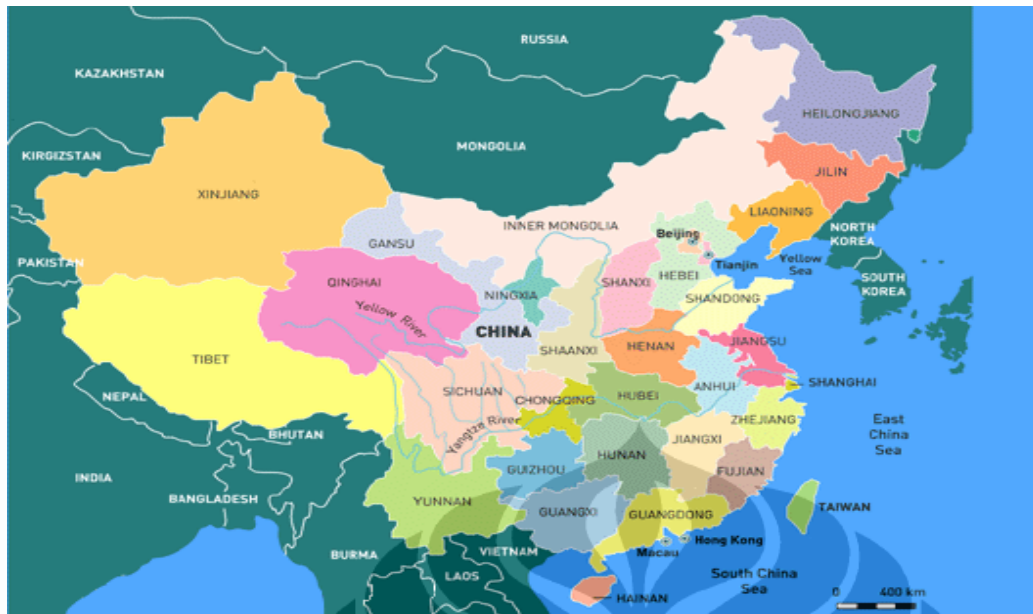 RUSSIA
KAZAKHSTAN
HEILONGJIANG
MONGOLIA
KIRGIZSTAN
JILIN
XINJIANG
LIAONING
INNER MONGOLIA
NORTH
KOREA
Beijing
GANSU
Yellow
Sea
PAKISTAN
Tianjin
HEBEI
SHANXI
SOUTH
KOREA
QINGHAI
NINGXIA
SHANDONG
Yellow River
CHINA
JIANGSU
HENAN
SHAANXI
TIBET
SHANGHAI
ANHUI
SICHUAN
HUBEI
NEPAL
CHONGQING
ZHEJIANG
Yangtze River
East
China
Sea
BHUTAN
JIANGXI
HUNAN
GUIZHOU
FUJIAN
INDIA
BANGLADESH
YUNNAN
TAIWAN
GUANGXI
GUANGDONG
Hong Kong
Macau
BURMA
VIETNAM
LAOS
South China
Sea
HAINAN
0 400 km